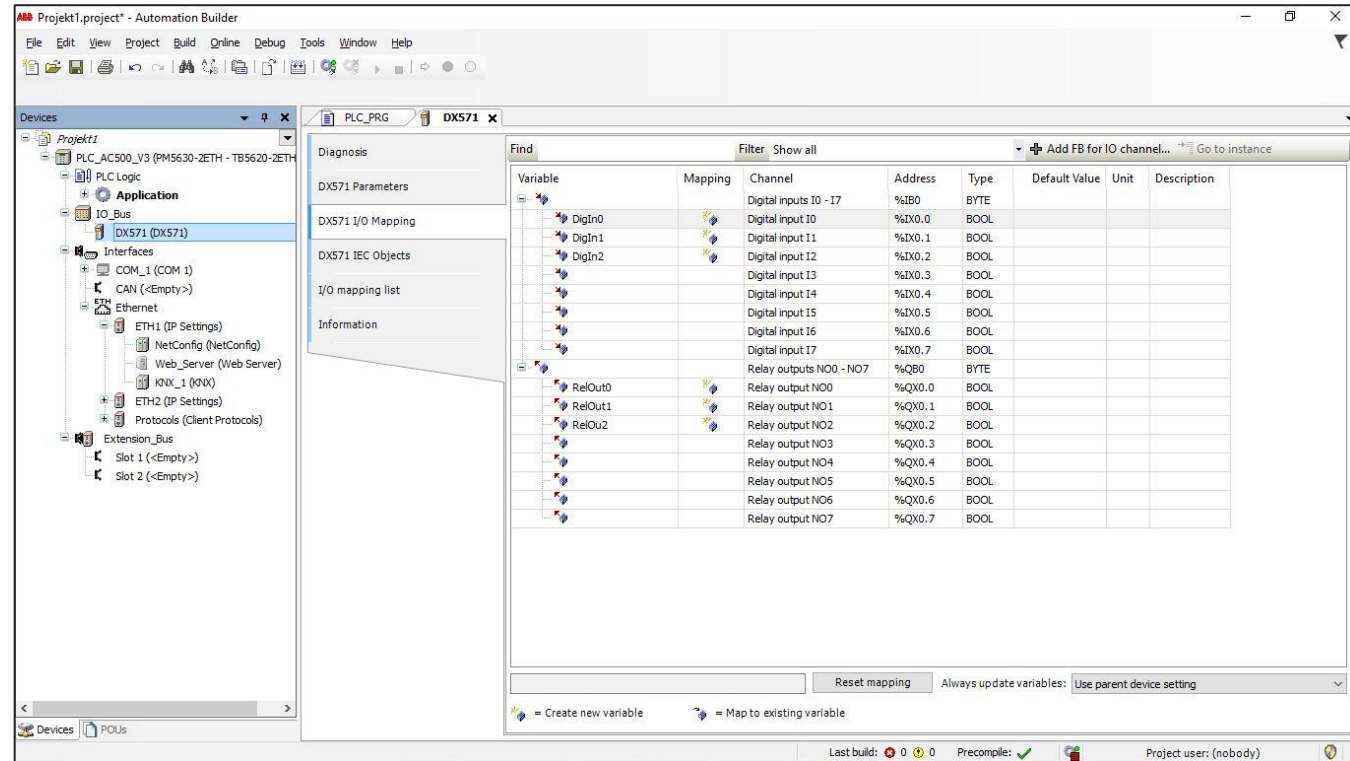 ABB Projekt1.project* - Automation Builder
File Edit View Project Build Online Debug Tools Window Help
Devices
PLC_PRG DX571
Projekt1
PLC_AC500_V3 (PM5630-2ETH - TB5620-2ETH
PLC Logic
Application
IO_Bus
DX571 (DX571)
Interfaces
COM_1 (COM 1)
CAN (<Empty>)
ETH Ethernet
ETH1 (IP Settings)
NetConfig (NetConfig)
Web_Server (Web Server)
KNX_1 (KNX)
ETH2 (IP Settings)
Protocols (Client Protocols)
Extension_Bus
Slot 1 (<Empty>)
Slot 2 (<Empty>)
Devices POUs
Diagnosis
DX571 Parameters
DX571 I/O Mapping
DX571 IEC Objects
I/O mapping list
Information
Find Filter Show all Add FB for IO channel... Go to instance
Variable Mapping Channel Address Type Default Value Unit Description
Digital inputs I0 - I7 %IB0 BYTE
DigIn0 Digital input I0 %IX0.0 BOOL
DigIn1 Digital input I1 %IX0.1 BOOL
DigIn2 Digital input I2 %IX0.2 BOOL
Digital input I3 %IX0.3 BOOL
Digital input I4 %IX0.4 BOOL
Digital input I5 %IX0.5 BOOL
Digital input I6 %IX0.6 BOOL
Digital input I7 %IX0.7 BOOL
Relay outputs NO0 - NO7 %QB0 BYTE
RelOut0 Relay output NO0 %QX0.0 BOOL
RelOut1 Relay output NO1 %QX0.1 BOOL
RelOu2 Relay output NO2 %QX0.2 BOOL
Relay output NO3 %QX0.3 BOOL
Relay output NO4 %QX0.4 BOOL
Relay output NO5 %QX0.5 BOOL
Relay output NO6 %QX0.6 BOOL
Relay output NO7 %QX0.7 BOOL
Reset mapping Always update variables: Use parent device setting
= Create new variable = Map to existing variable
Last build: 0 0 Precompile: Project user: (nobody)